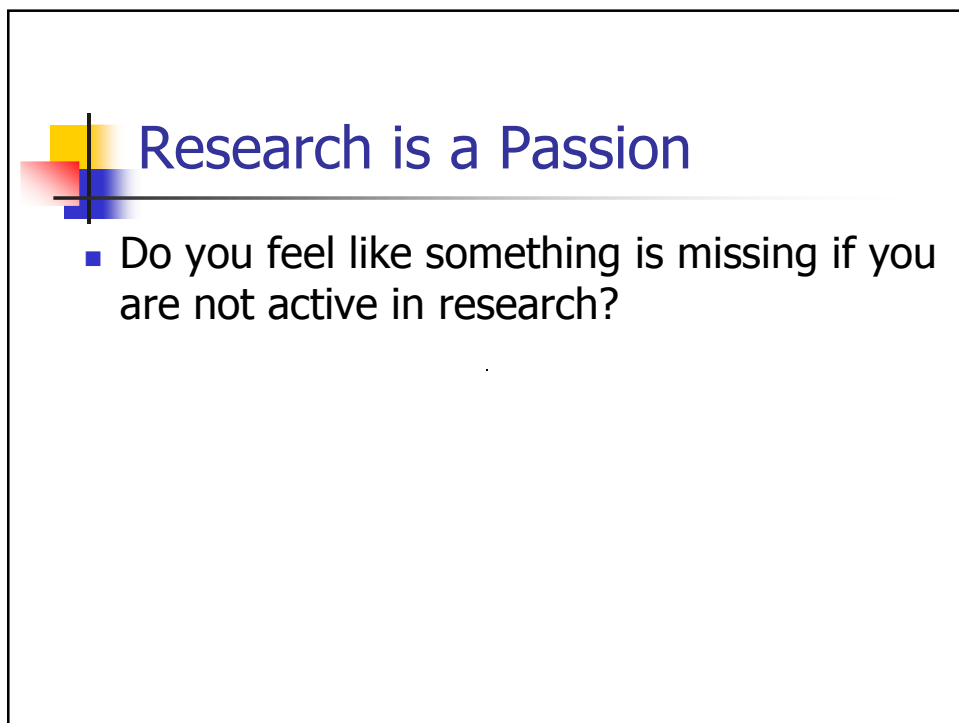 Research is a Passion
Do you feel like something is missing if you
are not active in research?